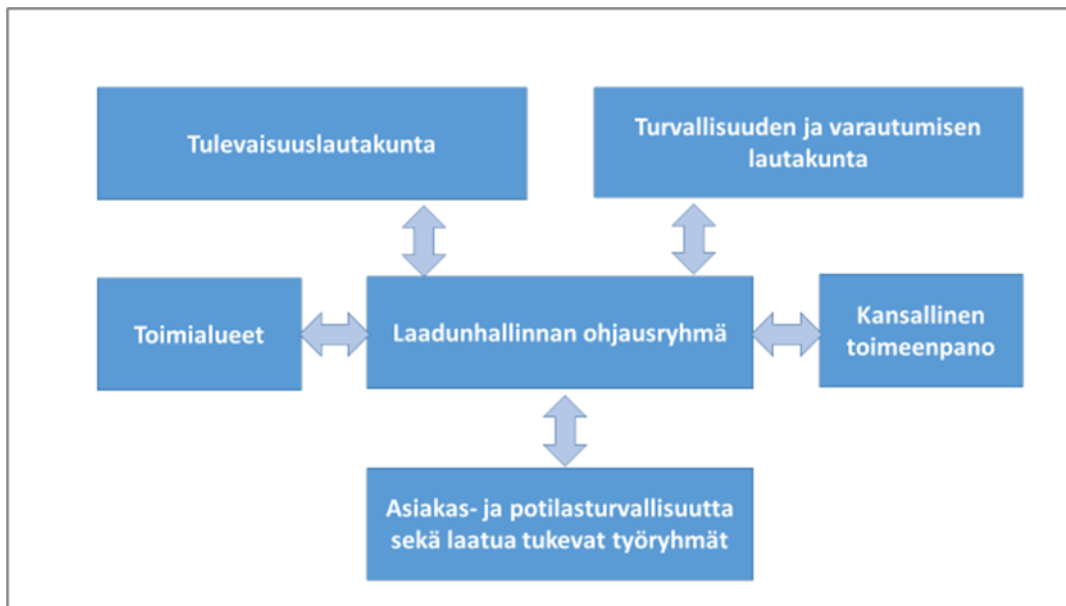 Tulevaisuuslautakunta
Turvallisuuden ja varautumisen
lautakunta
Toimialueet
Laadunhallinnan ohjausryhmä
Kansallinen
toimeenpano
Asiakas- ja potilasturvallisuutta
sekä laatua tukevat työryhmät